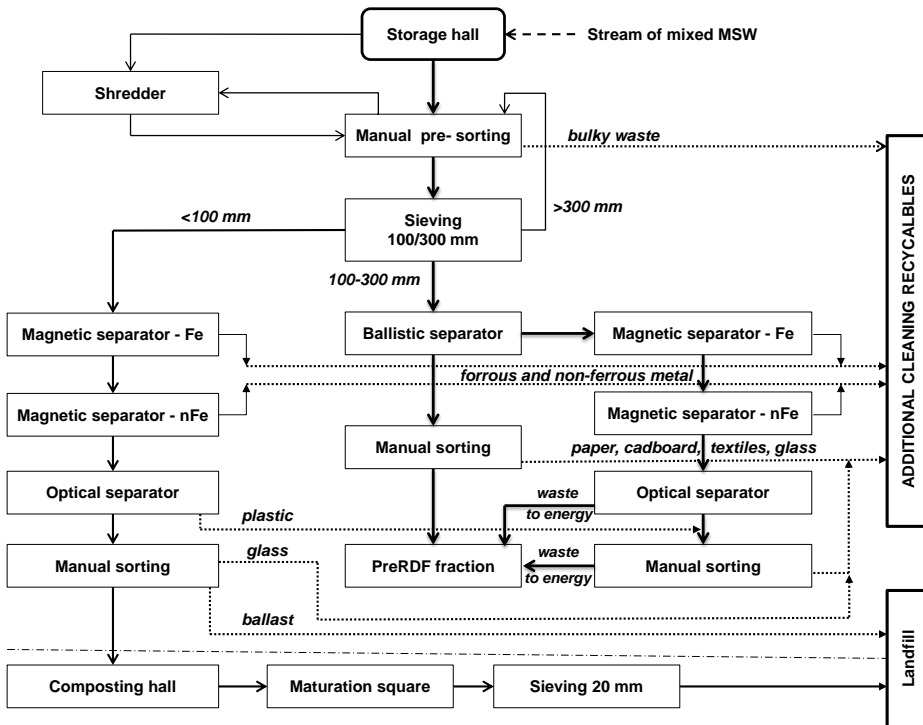 Storage hall
Stream of mixed MSW
Shredder
Manual pre- sorting
bulky waste
<100 mm
Sieving
100/300 mm
>300 mm
100-300 mm
Magnetic separator - Fe
Ballistic separator
Magnetic separator - Fe
forrous and non-ferrous metal
Magnetic separator - nFe
Magnetic separator - nFe
Manual sorting
paper, cadboard, textiles, glass
Optical separator
waste
to energy
Optical separator
plastic
glass
Manual sorting
PreRDF fraction
waste
to energy
Manual sorting
ballast
Composting hall
Maturation square
Sieving 20 mm
ADDITIONAL CLEANING RECYCALBLES
Landfill